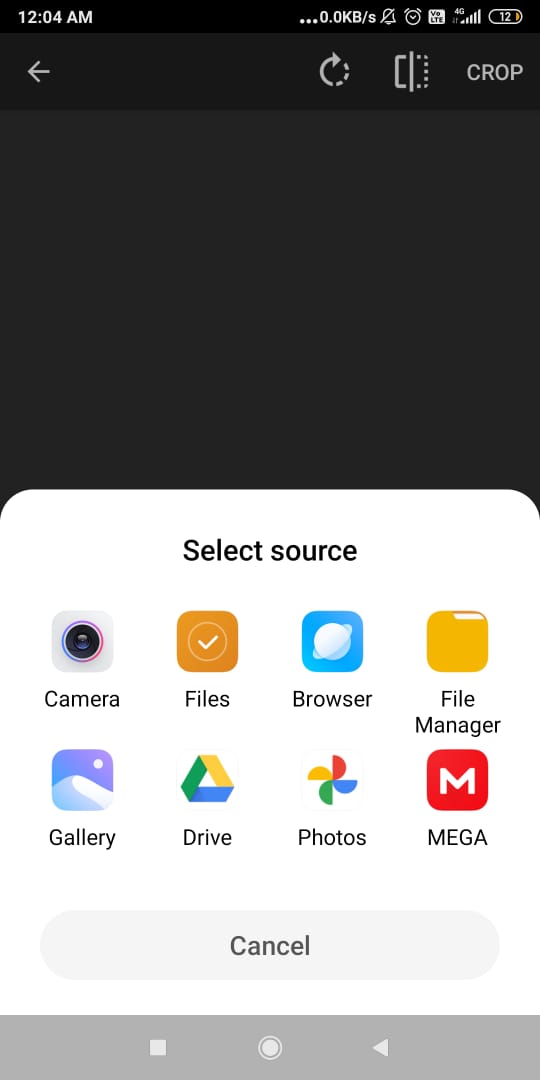 12:04 AM ...0.0KB/s Vo LTE 4G 12
CROP
Select source
Camera Files Browser File Manager
Gallery Drive Photos MEGA
Cancel